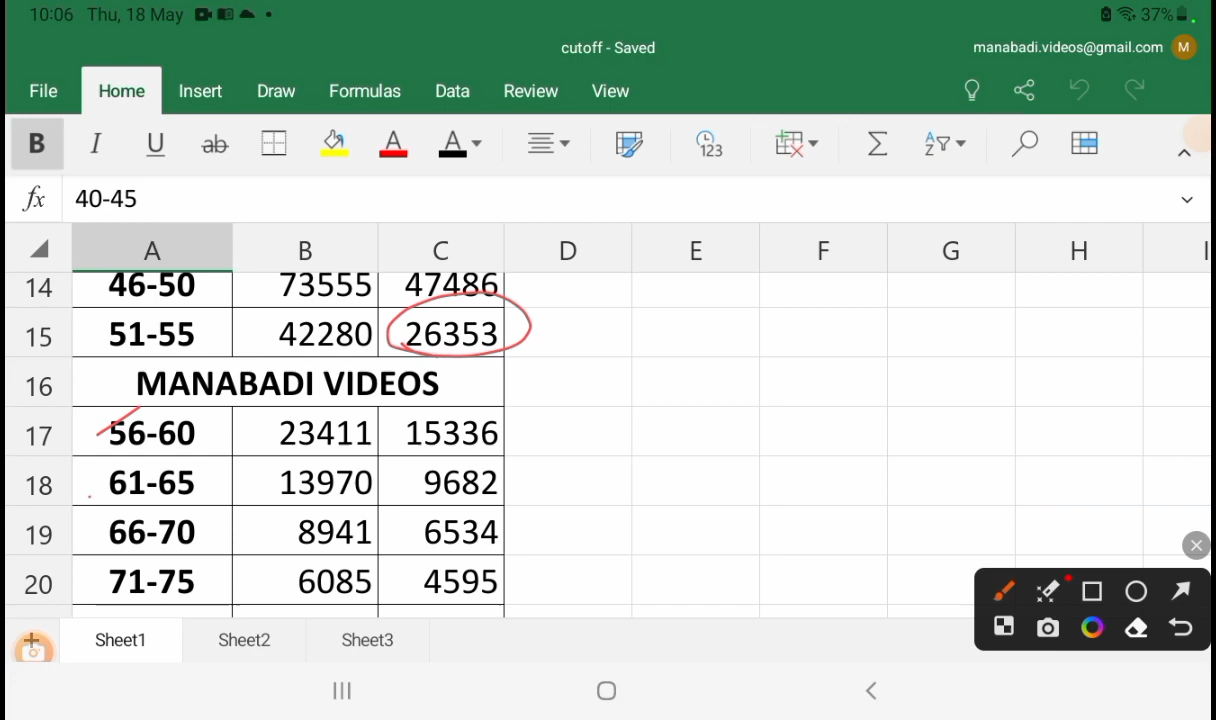 10:06 Thu, 18 May 37%
cutoff - Saved manabadi.videos@gmail.com M
File Home Insert Draw Formulas Data Review View
B I U ab A A 123 Σ A Z
fx 40-45
A B C D E F G H I
14 46-50 73555 47486
15 51-55 42280 26353
16 MANABADI VIDEOS
17 56-60 23411 15336
18 61-65 13970 9682
19 66-70 8941 6534
20 71-75 6085 4595
Sheet1 Sheet2 Sheet3